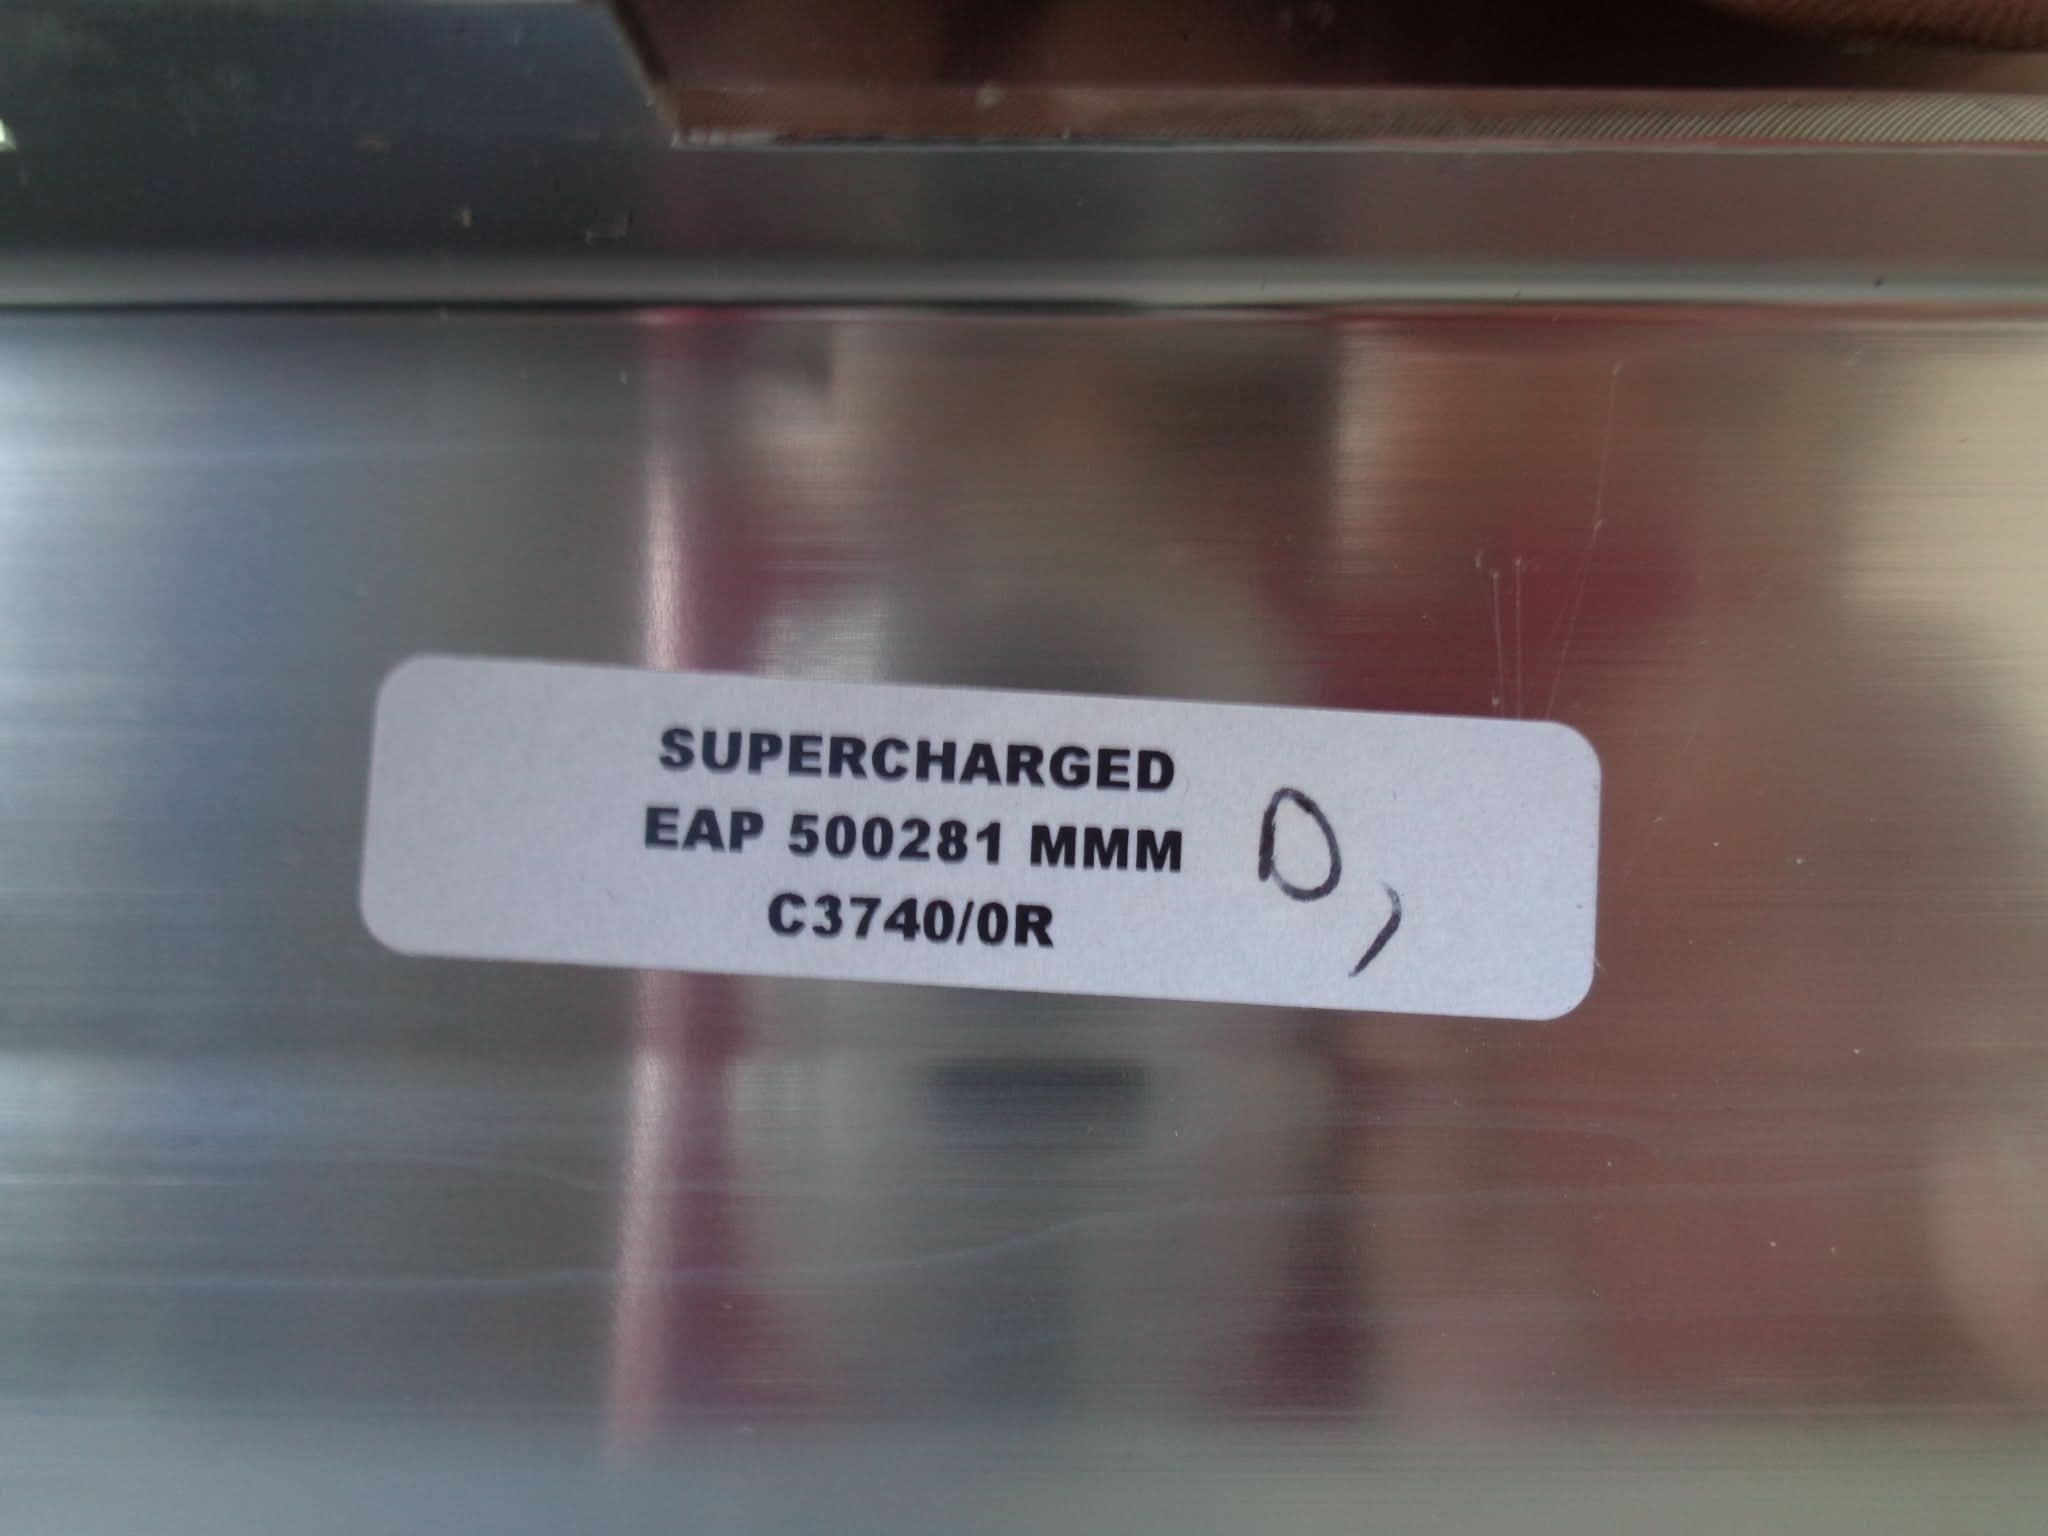 SUPERCHARGED
EAP 500281 MMM
C3740/0R